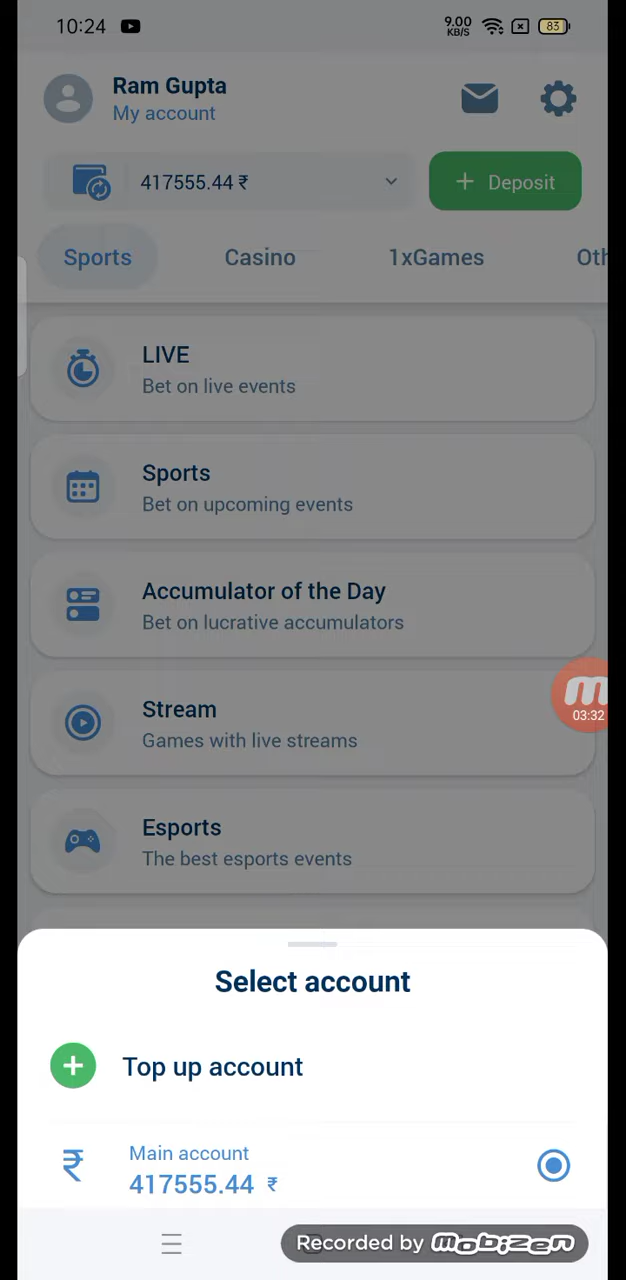 10:24
9.00
KB/S
83
Ram Gupta
My account
417555.44 ₹
+ Deposit
Sports Casino 1xGames Oth
LIVE
Bet on live events
Sports
Bet on upcoming events
Accumulator of the Day
Bet on lucrative accumulators
Stream
Games with live streams
03:32
Esports
The best esports events
Select account
Top up account
Main account
417555.44 ₹
Recorded by mobizen